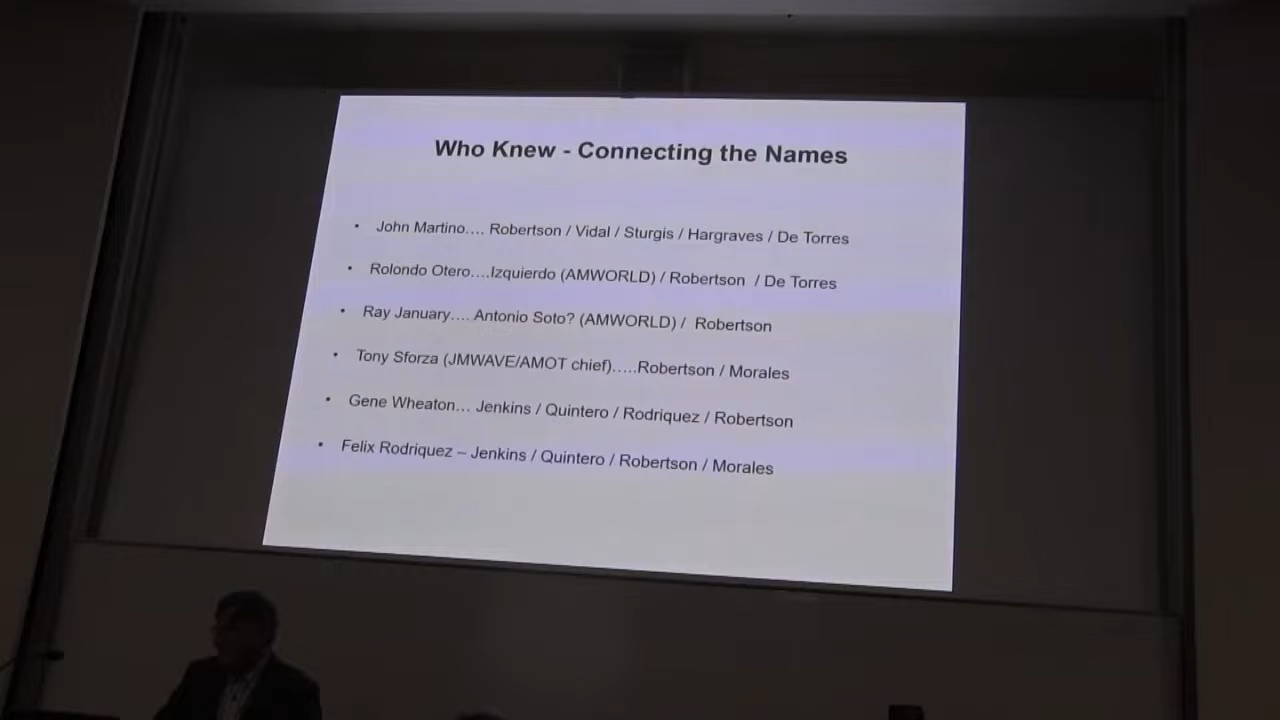 Who Knew - Connecting the Names
• John Martino…. Robertson / Vidal / Sturgis / Hargraves / De Torres
• Rolondo Otero….Izquierdo (AMWORLD) / Robertson / De Torres
• Ray January…. Antonio Soto? (AMWORLD) / Robertson
• Tony Sforza (JMWAVE/AMOT chief)…..Robertson / Morales
• Gene Wheaton… Jenkins / Quintero / Rodriquez / Robertson
• Felix Rodriquez – Jenkins / Quintero / Robertson / Morales